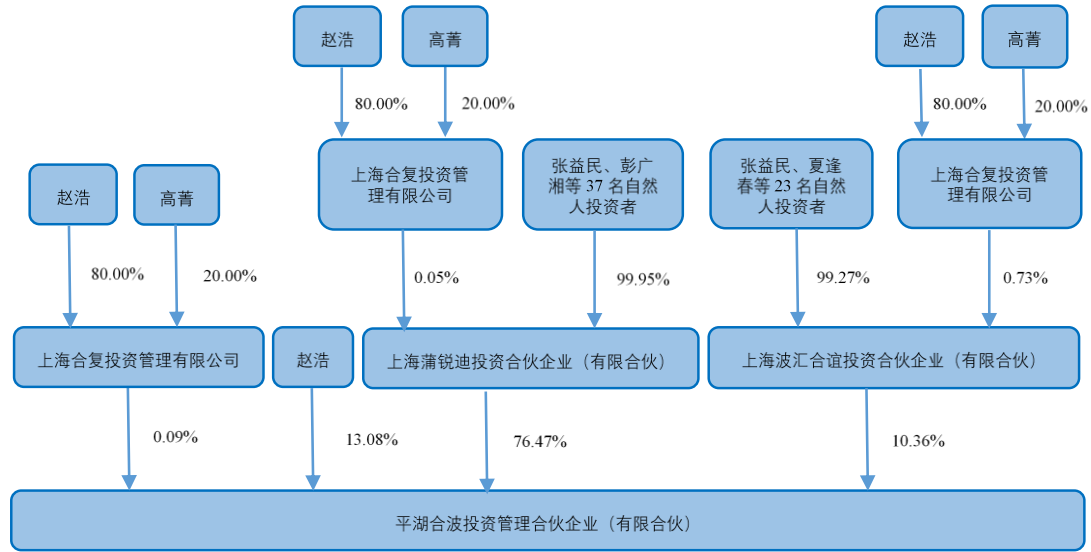 赵浩
高菁
赵浩
高菁
80.00%
20.00%
80.00%
20.00%
上海合复投资管
理有限公司
张益民、彭广
湘等 37 名自然
人投资者
张益民、夏逢
春等 23 名自然
人投资者
上海合复投资管
理有限公司
赵浩
高菁
80.00%
20.00%
0.05%
99.95%
99.27%
0.73%
上海合复投资管理有限公司
赵浩
上海蒲锐迪投资合伙企业（有限合伙）
上海波汇合谊投资合伙企业（有限合伙）
0.09%
13.08%
76.47%
10.36%
平湖合波投资管理合伙企业（有限合伙）